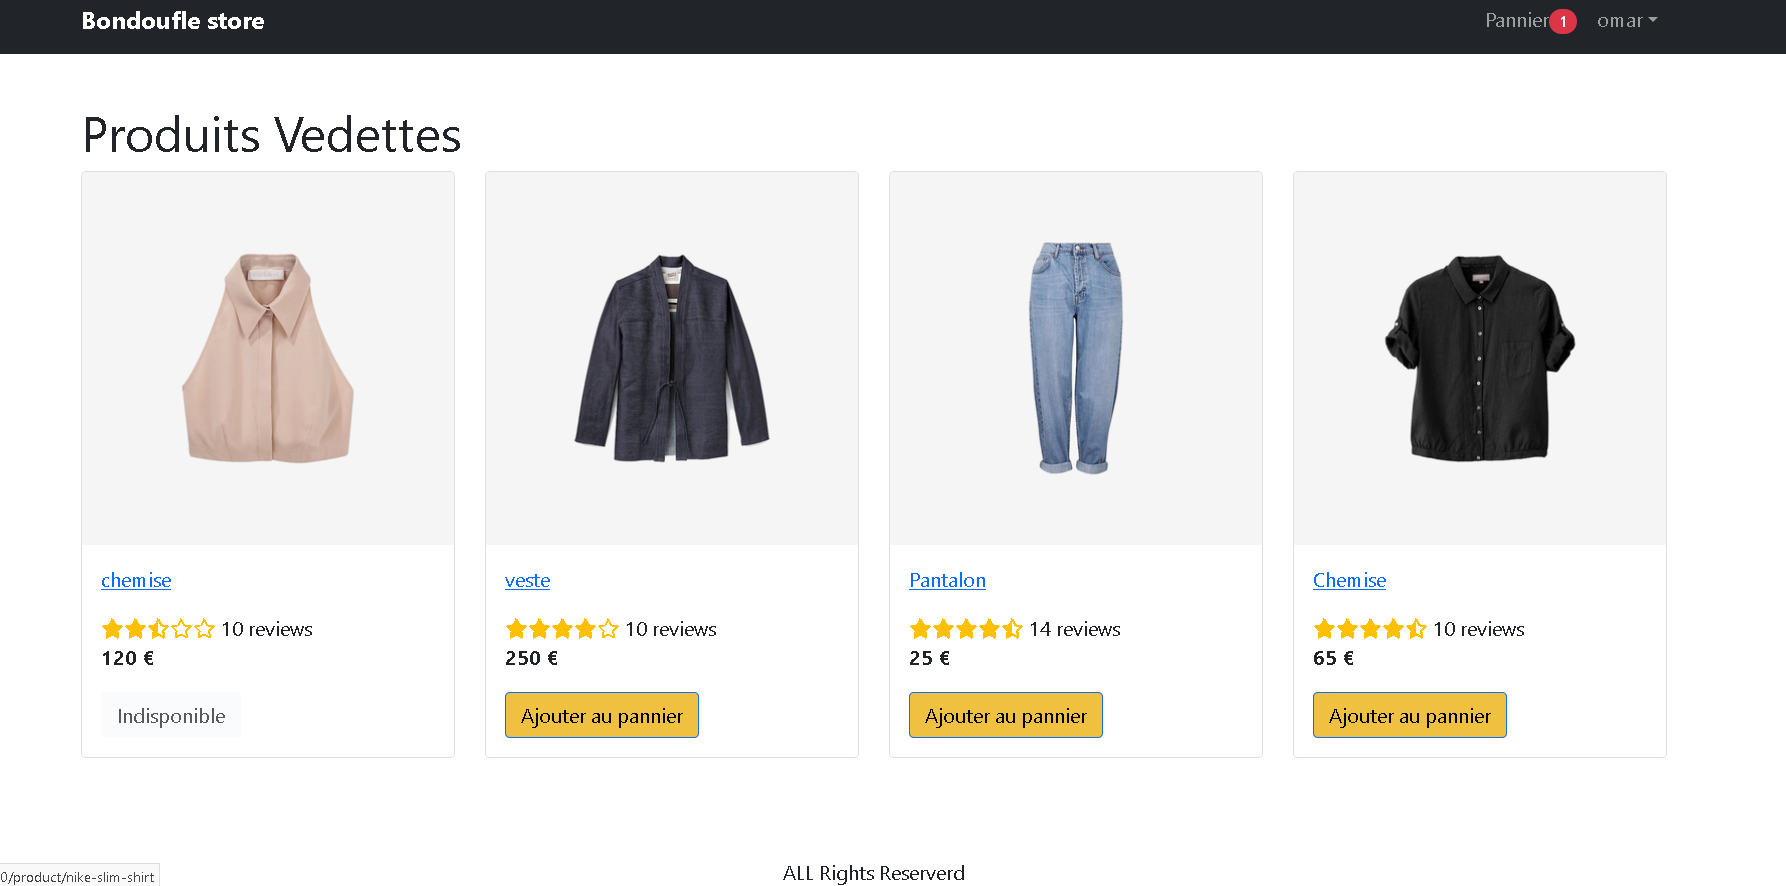 Bondoufle store
Pannier 1 omar
Produits Vedettes
chemise
10 reviews
120 €
Indisponible
veste
10 reviews
250 €
Ajouter au pannier
Pantalon
14 reviews
25 €
Ajouter au pannier
Chemise
10 reviews
65 €
Ajouter au pannier
ALL Rights Reserverd
0/product/nike-slim-shirt